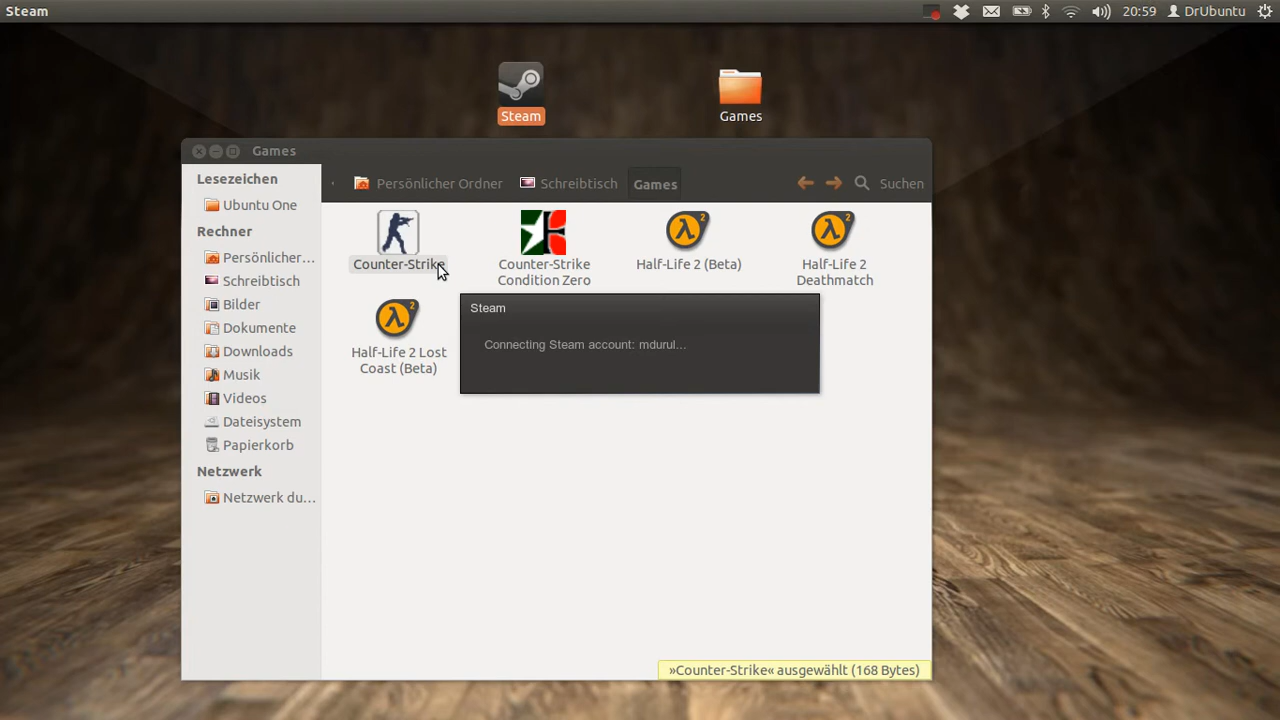 Steam
20:59
DrUbuntu
Steam
Games
Games
Lesezeichen
Ubuntu One
Rechner
Persönlicher...
Schreibtisch
Bilder
Dokumente
Downloads
Musik
Videos
Dateisystem
Papierkorb
Netzwerk
Netzwerk du...
Persönlicher Ordner
Schreibtisch
Games
Suchen
Counter-Strike
Counter-Strike
Condition Zero
Half-Life 2 (Beta)
Half-Life 2
Deathmatch
Half-Life 2 Lost
Coast (Beta)
Steam
Connecting Steam account: mdurul...
»Counter-Strike« ausgewählt (168 Bytes)